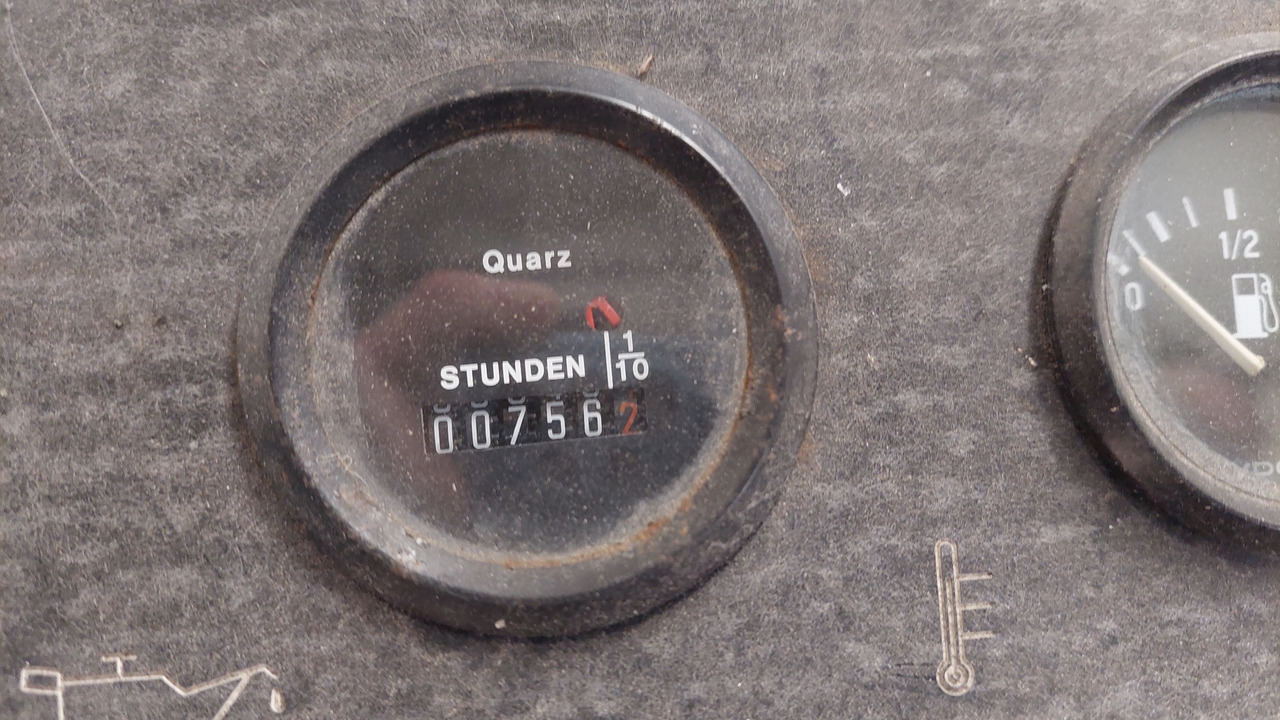 Quarz
STUNDEN 1/10
007562
1/2
0